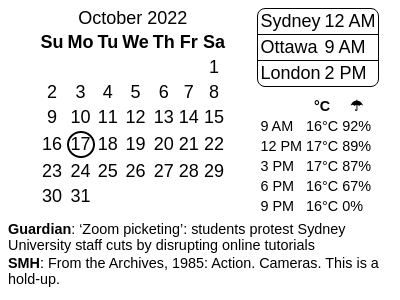 October 2022
Su Mo Tu We Th Fr Sa
1
2 3 4 5 6 7 8
9 10 11 12 13 14 15
16 17 18 19 20 21 22
23 24 25 26 27 28 29
30 31
Sydney 12 AM
Ottawa 9 AM
London 2 PM
°C ☂
9 AM 16°C 92%
12 PM 17°C 89%
3 PM 17°C 87%
6 PM 16°C 67%
9 PM 16°C 0%
Guardian: ‘Zoom picketing’: students protest Sydney
University staff cuts by disrupting online tutorials
SMH: From the Archives, 1985: Action. Cameras. This is a
hold-up.